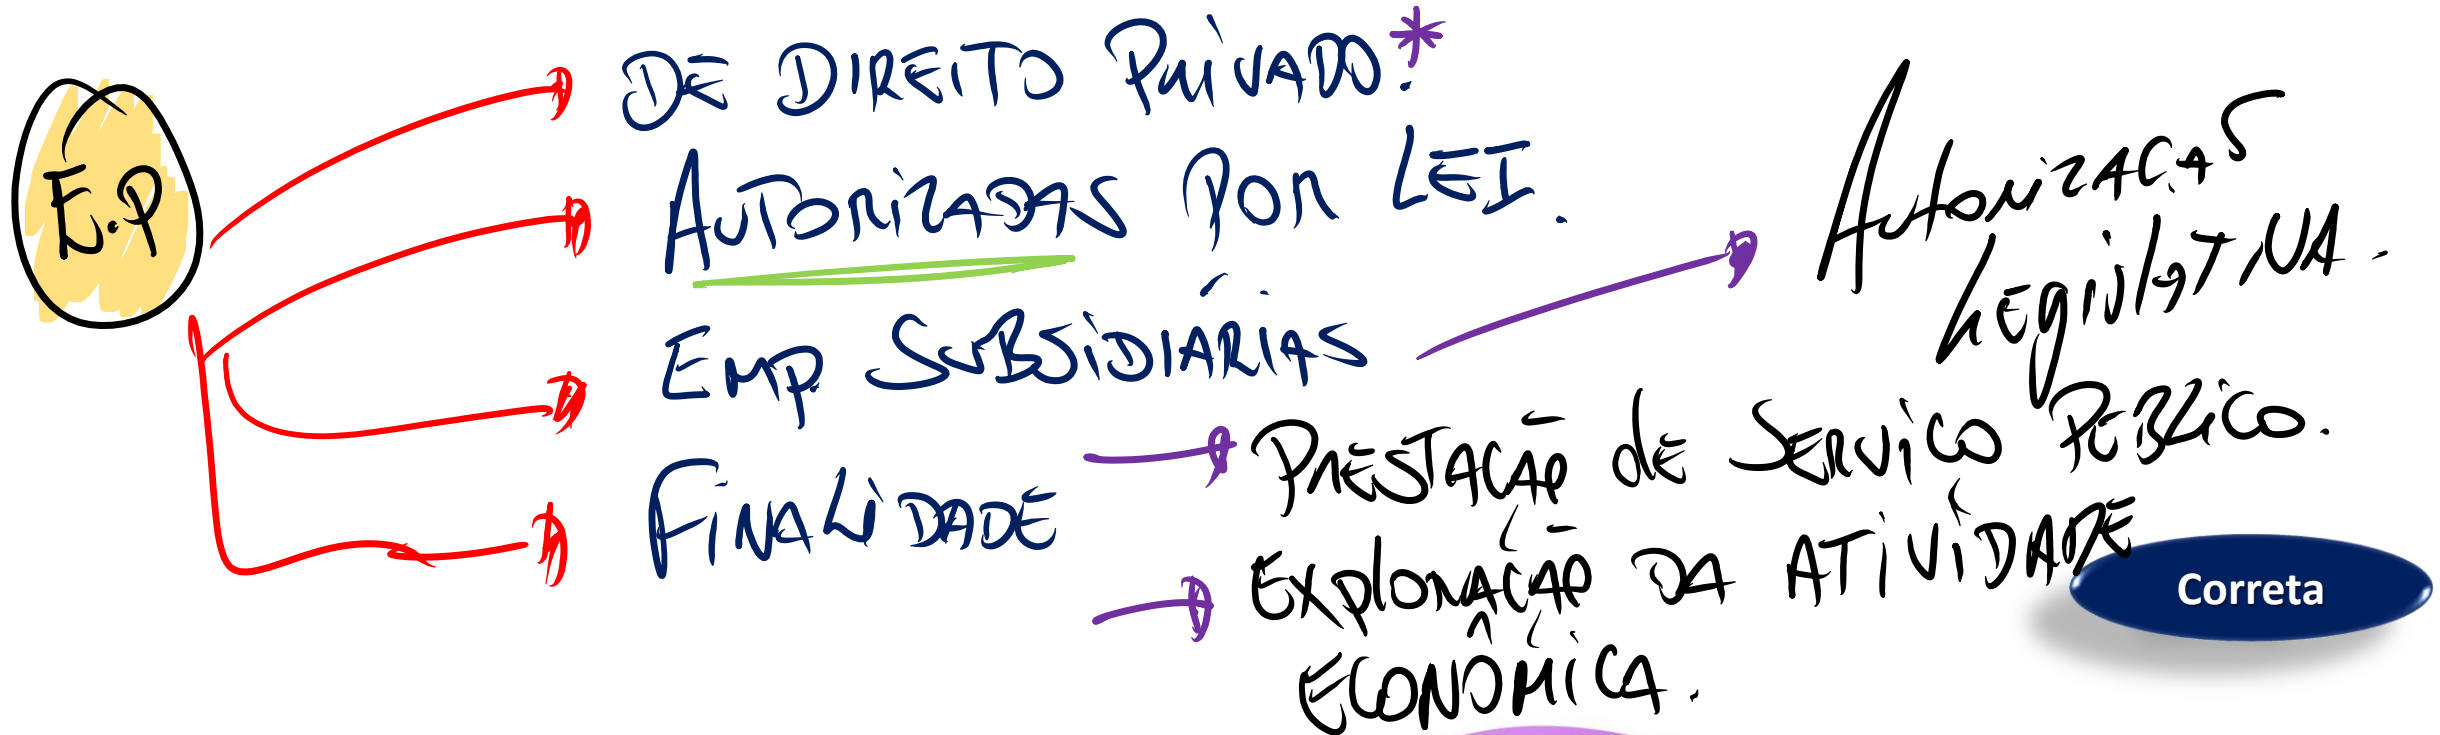 E.P
DE DIREITO PRIVADO.*
AUTORIZADAS POR LEI.
EMP SUBSIDIÁRIAS
AUTORIZAÇÃO
LEGISLATIVA.
FINALIDADE
PRESTAÇÃO de SERVIÇO PÚBLICO.
EXPLORAÇÃO DA ATIVIDADE
ECONÔMICA.
Correta